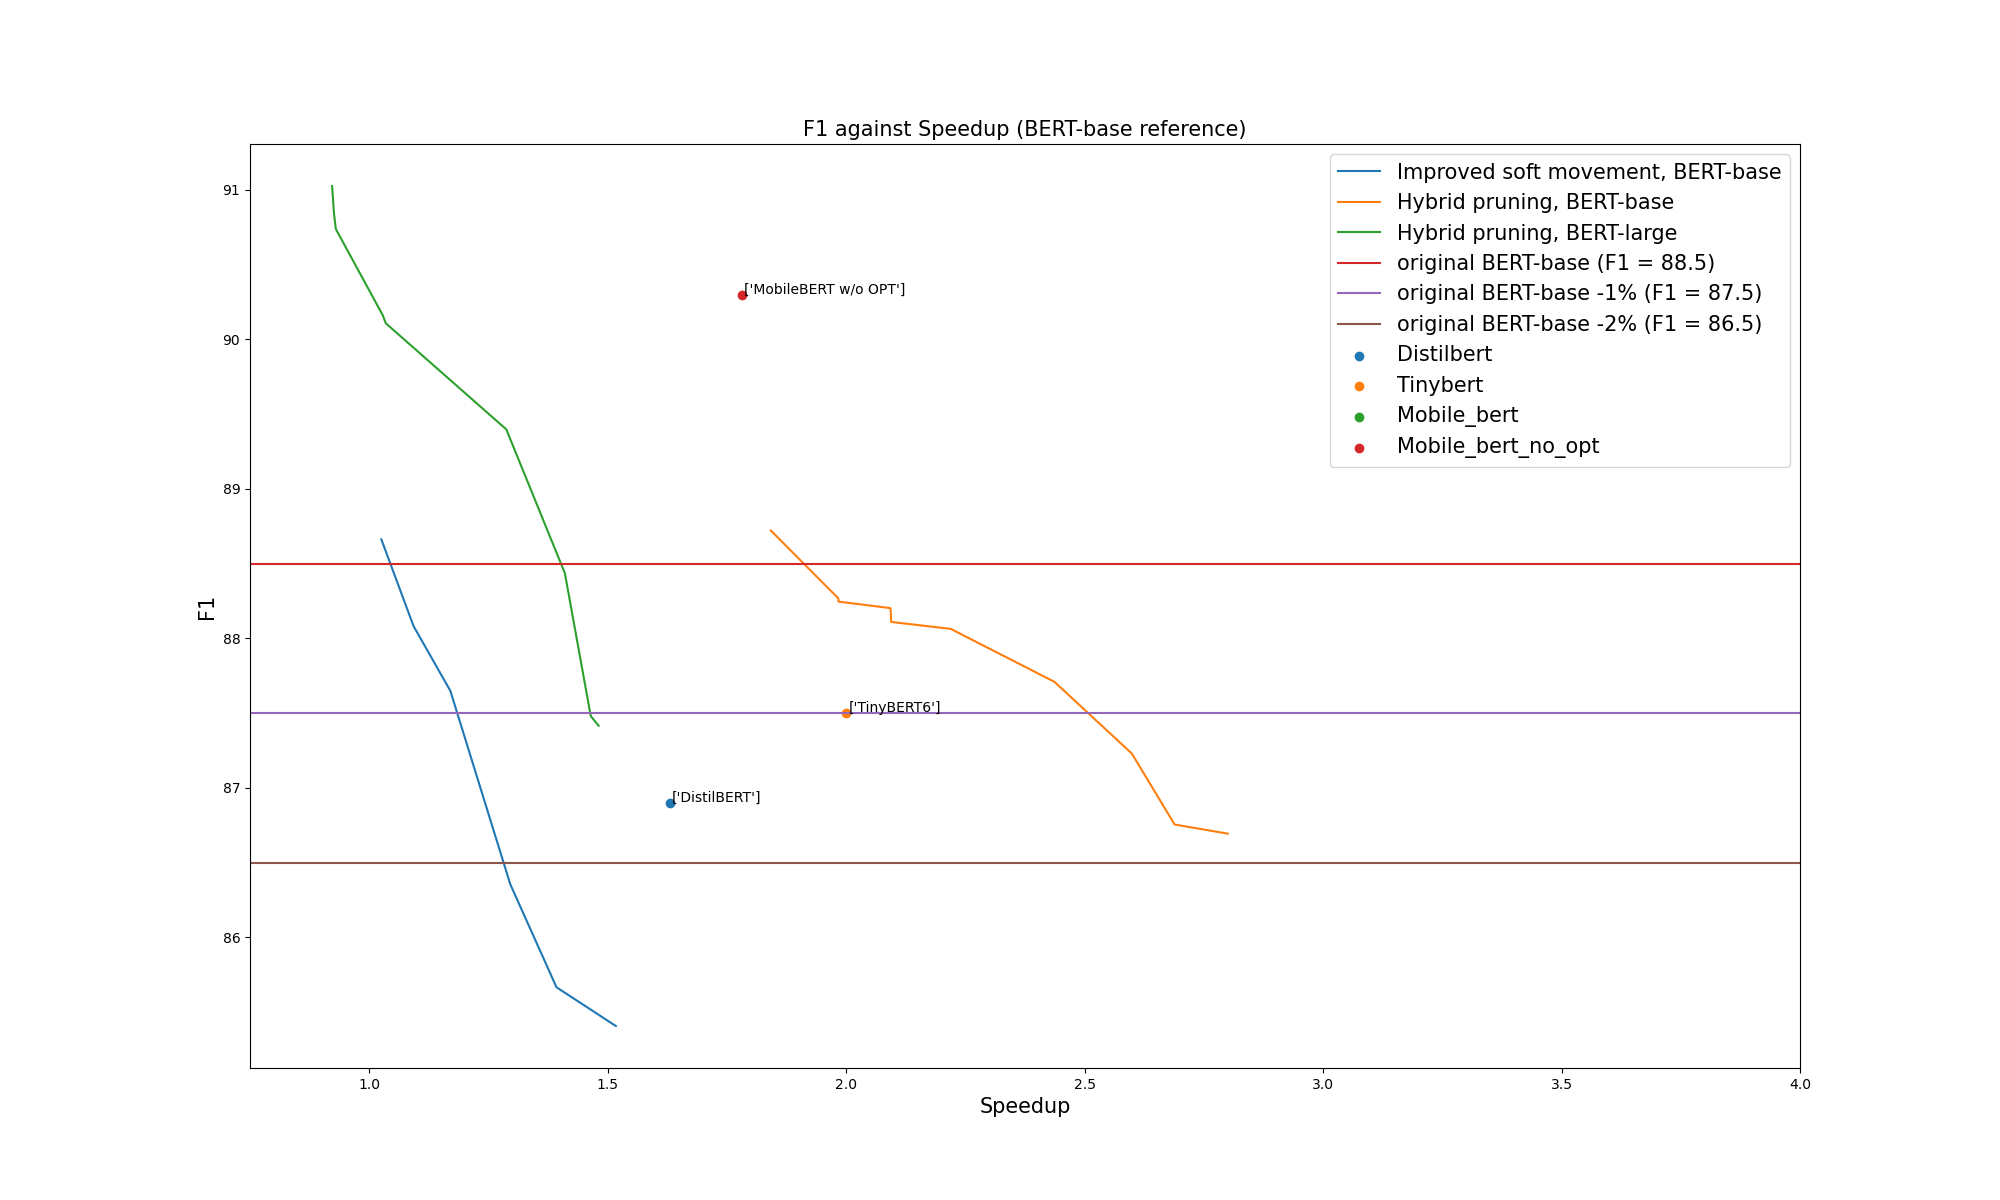 F1 against Speedup (BERT-base reference)
Improved soft movement, BERT-base
Hybrid pruning, BERT-base
Hybrid pruning, BERT-large
original BERT-base (F1 = 88.5)
original BERT-base -1% (F1 = 87.5)
original BERT-base -2% (F1 = 86.5)
Distilbert
Tinybert
Mobile_bert
Mobile_bert_no_opt
['MobileBERT w/o OPT']
['TinyBERT6']
['DistilBERT']
F1
91
90
89
88
87
86
1.0 1.5 2.0 2.5 3.0 3.5 4.0
Speedup